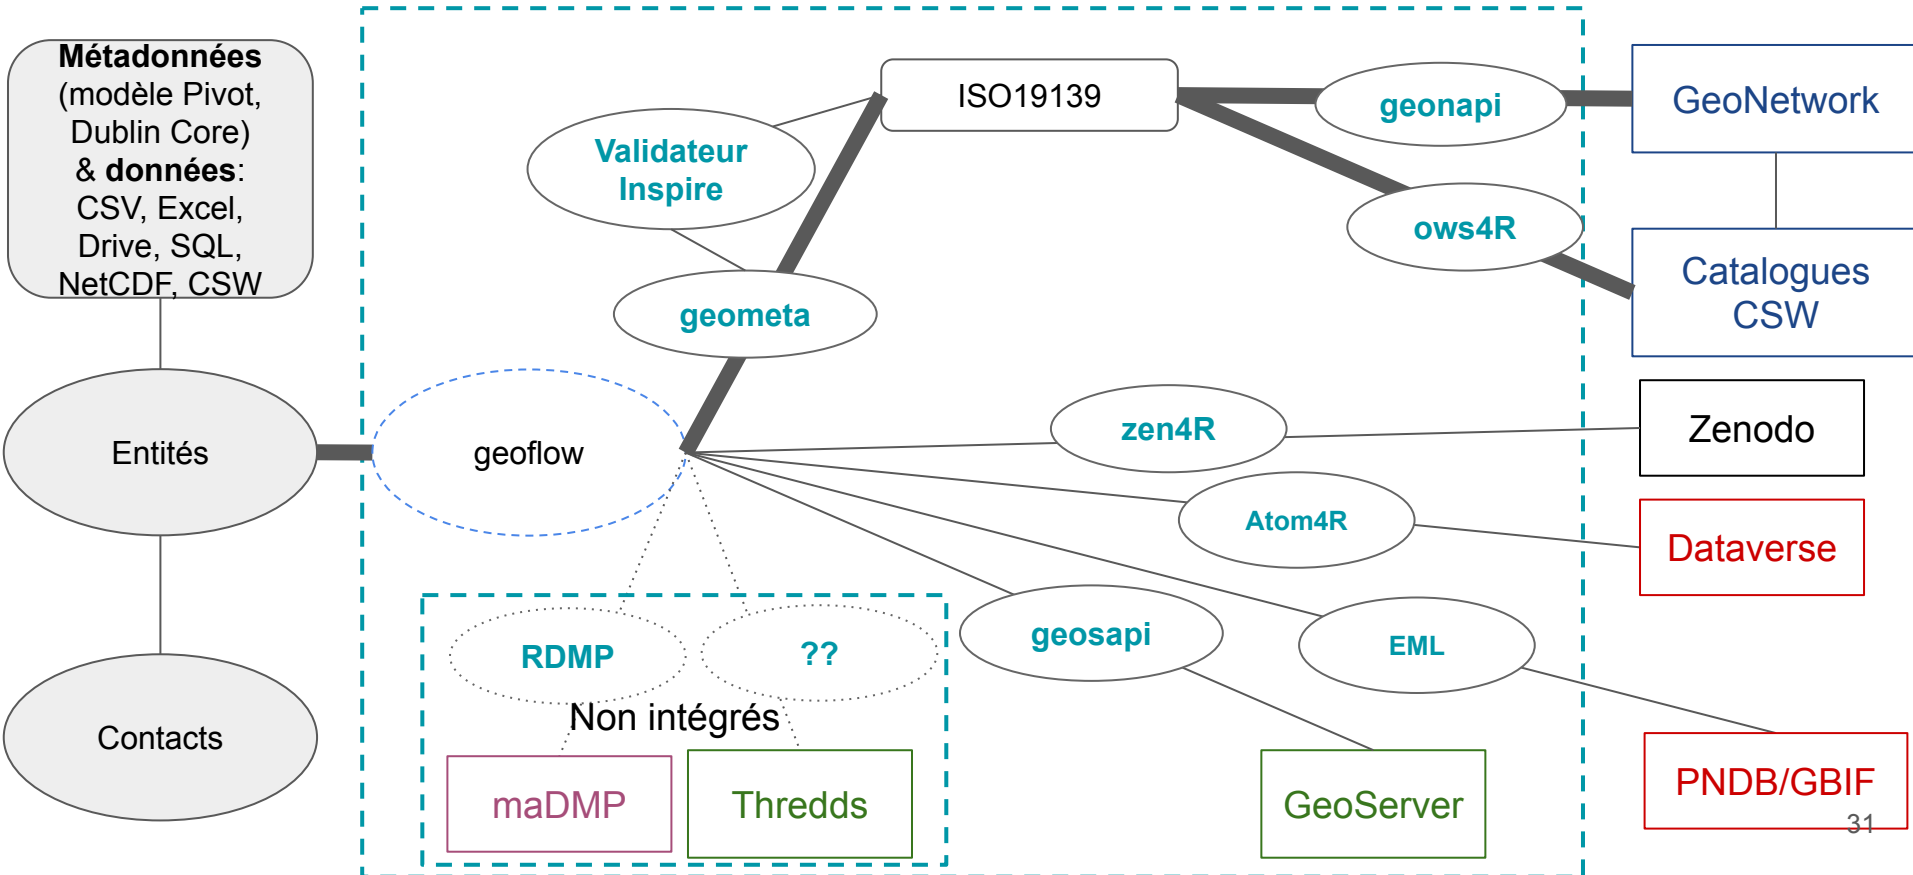 Métadonnées
(modèle Pivot,
Dublin Core)
& données:
CSV, Excel,
Drive, SQL,
NetCDF, CSW
Entités
Contacts
geoflow
Validateur
Inspire
geometa
ISO19139
geonapi
ows4R
GeoNetwork
Catalogues
CSW
zen4R
Zenodo
Atom4R
Dataverse
geosapi
EML
RDMP
??
Non intégrés
maDMP
Thredds
GeoServer
PNDB/GBIF
31